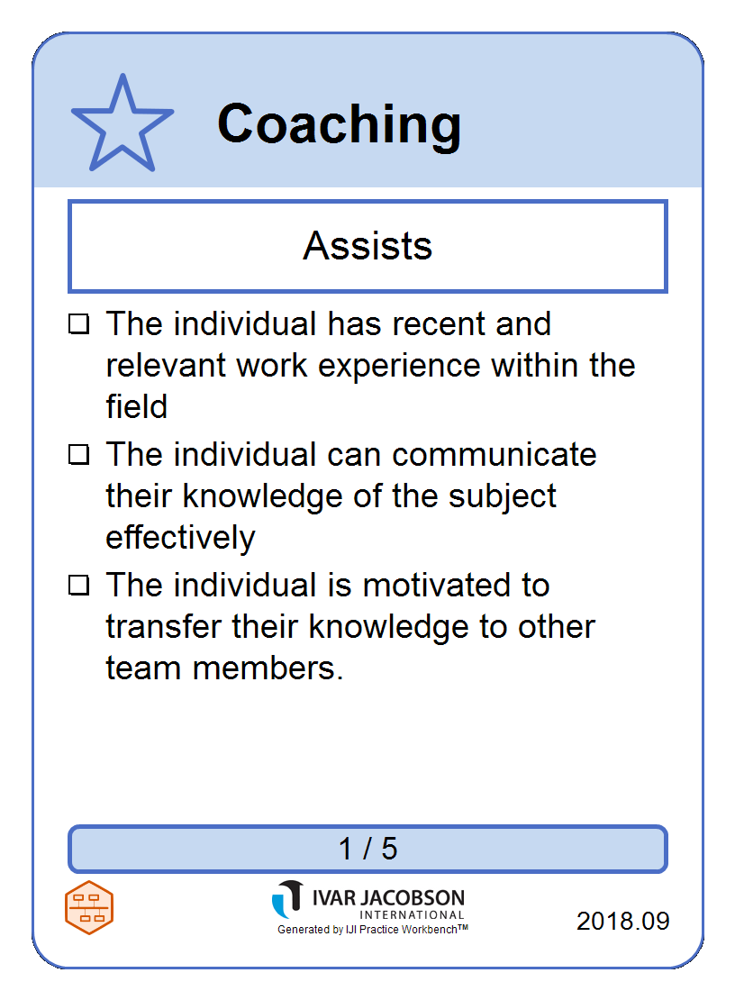 Coaching
Assists
The individual has recent and
relevant work experience within the
field
The individual can communicate
their knowledge of the subject
effectively
The individual is motivated to
transfer their knowledge to other
team members.
1 / 5
IVAR JACOBSON
INTERNATIONAL
Generated by IJI Practice Workbench™
2018.09